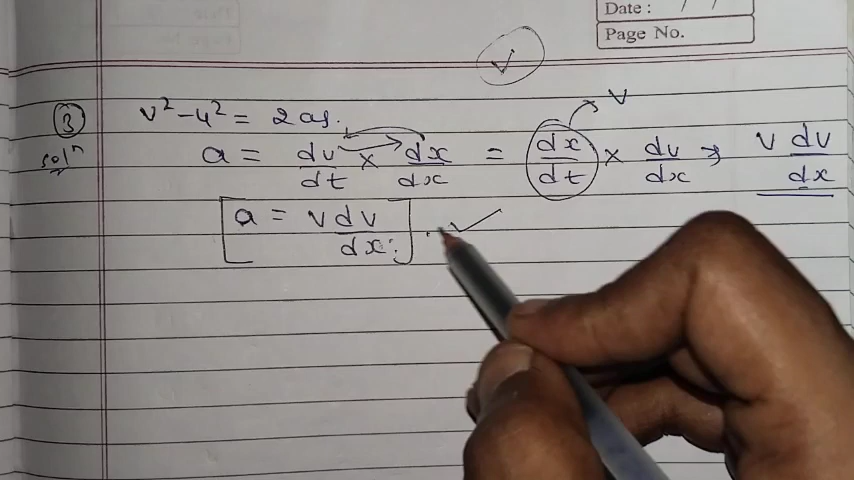 Date : / /
Page No.
v
③ v² - u² = 2as.
v
solⁿ a = dv/dt × dx/dx = dx/dt × dv/dx → v dv/dx
a = v dv/dx